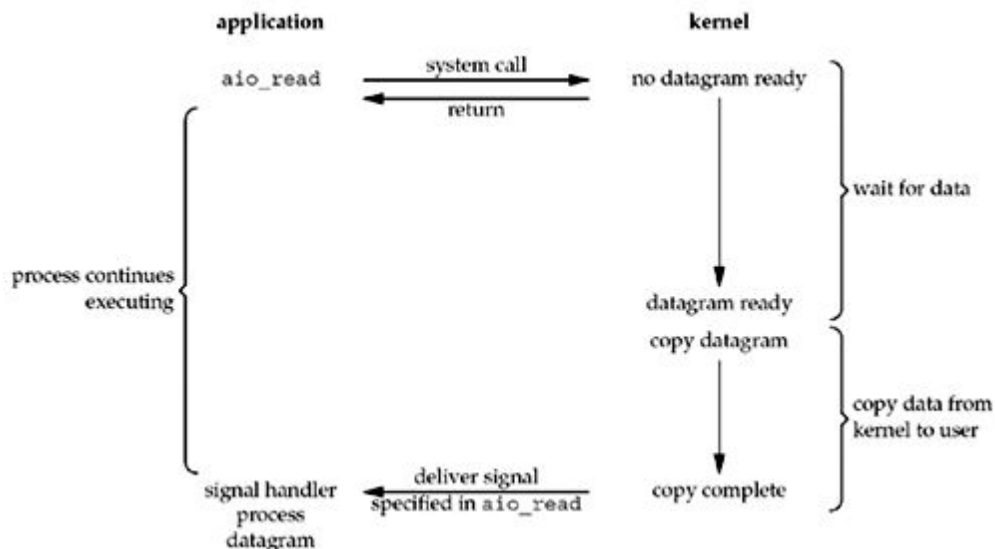 application
kernel
aio_read
system call
no datagram ready
return
wait for data
process continues
executing
datagram ready
copy datagram
copy data from
kernel to user
deliver signal
specified in aio_read
copy complete
signal handler
process
datagram